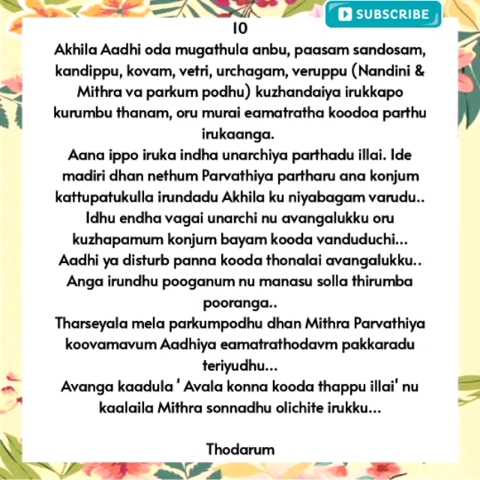 SUBSCRIBE
10
Akhila Aadhi oda mugathula anbu, paasam sandosam,
kandippu, kovam, vetri, urchagam, veruppu (Nandini &
Mithra va parkum podhu) kuzhandaiya irukkapo
kurumbu thanam, oru murai eamatratha koodoa parthu
irukaanga.
Aana ippo iruka indha unarchiya parthadu illai. Ide
madiri dhan nethum Parvathiya partharu ana konjum
kattupatukulla irundadu Akhila ku niyabagam varudu..
Idhu endha vagai unarchi nu avangalukku oru
kuzhapamum konjum bayam kooda vanduduchi...
Aadhi ya disturb panna kooda thonalai avangalukku..
Anga irundhu pooganum nu manasu solla thirumba
pooranga..
Tharseyala mela parkumpodhu dhan Mithra Parvathiya
koovamavum Aadhiya eamatrathodavm pakkaradu
teriyudhu...
Avanga kaadula ' Avala konna kooda thappu illai' nu
kaalaila Mithra sonnadhu olichite irukku...
Thodarum